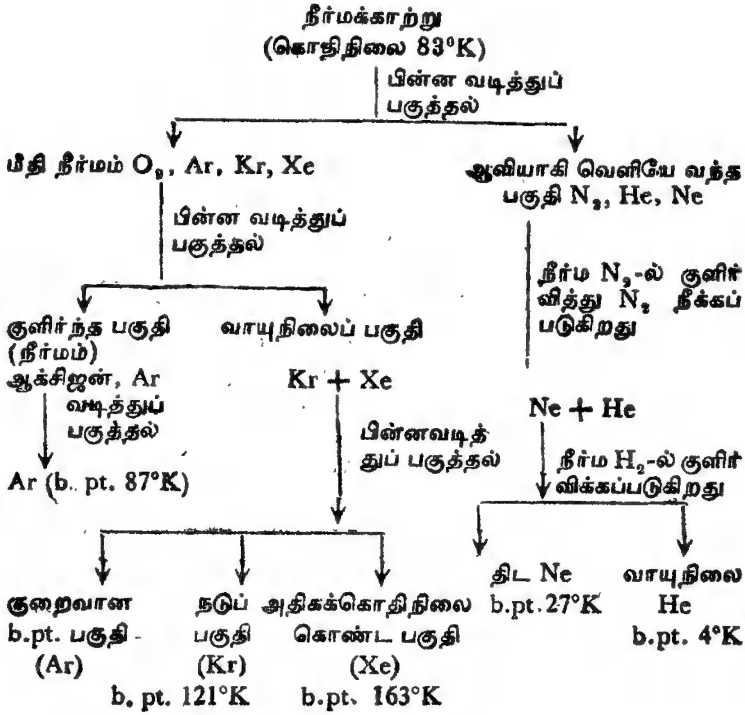 நீர்மக்காற்று
(கொதிநிலை 83°K)
பின்ன வடித்துப்
பகுத்தல்
மீதி நீர்மம் O₂, Ar, Kr, Xe
ஆவியாகி வெளியே வந்த
பகுதி N₂, He, Ne
பின்ன வடித்துப்
பகுத்தல்
நீர்ம N₂-ல் குளிர்
வித்து N₂ நீக்கப்
படுகிறது
குளிர்ந்த பகுதி
(நீர்மம்)
ஆக்சிஜன், Ar
வாயுநிலைப் பகுதி
Kr + Xe
வடித்துப்
பகுத்தல்
Ar (b. pt. 87°K)
பின்னவடித்
துப் பகுத்தல்
Ne + He
நீர்ம H₂-ல் குளிர்
விக்கப்படுகிறது
குறைவான
b.pt. பகுதி
(Ar)
நடுப்
பகுதி
(Kr)
b. pt. 121°K
அதிகக்கொதிநிலை
கொண்ட பகுதி
(Xe)
b.pt. 163°K
திட Ne
b.pt.27°K
வாயுநிலை
He
b.pt. 4°K